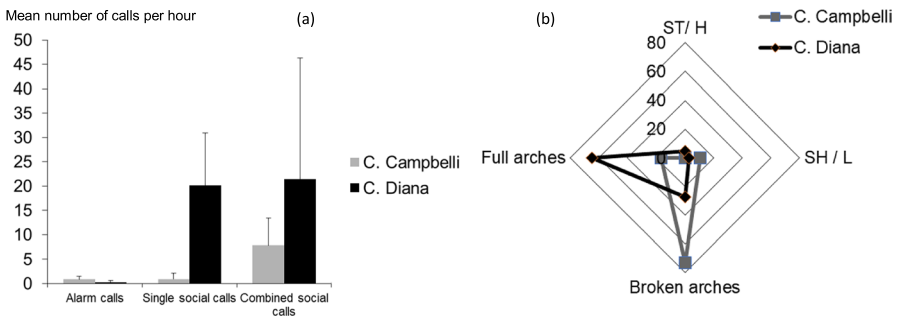 Mean number of calls per hour
(a)
50
45
40
35
30
25
20
15
10
5
0
Alarm calls
Single social calls
Combined social
calls
C. Campbelli
C. Diana
(b)
C. Campbelli
C. Diana
ST/ H
80
60
40
20
0
Full arches
SH / L
Broken arches